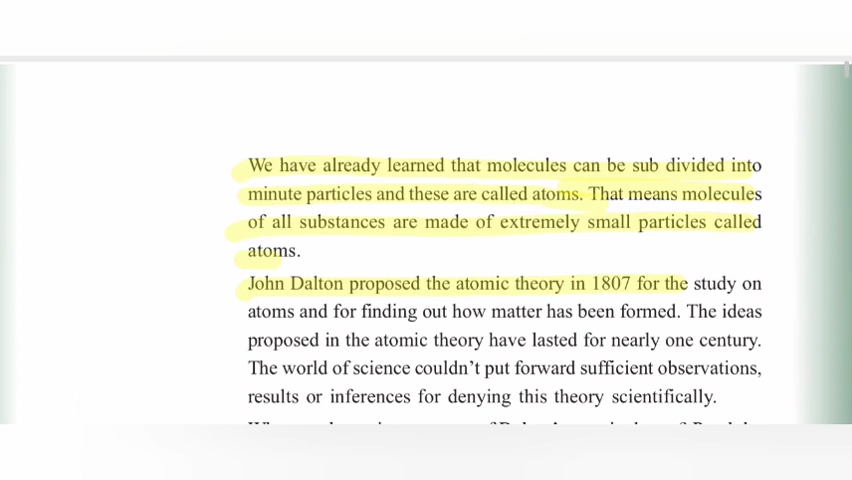 We have already learned that molecules can be sub divided into
minute particles and these are called atoms. That means molecules
of all substances are made of extremely small particles called
atoms.
John Dalton proposed the atomic theory in 1807 for the study on
atoms and for finding out how matter has been formed. The ideas
proposed in the atomic theory have lasted for nearly one century.
The world of science couldn't put forward sufficient observations,
results or inferences for denying this theory scientifically.